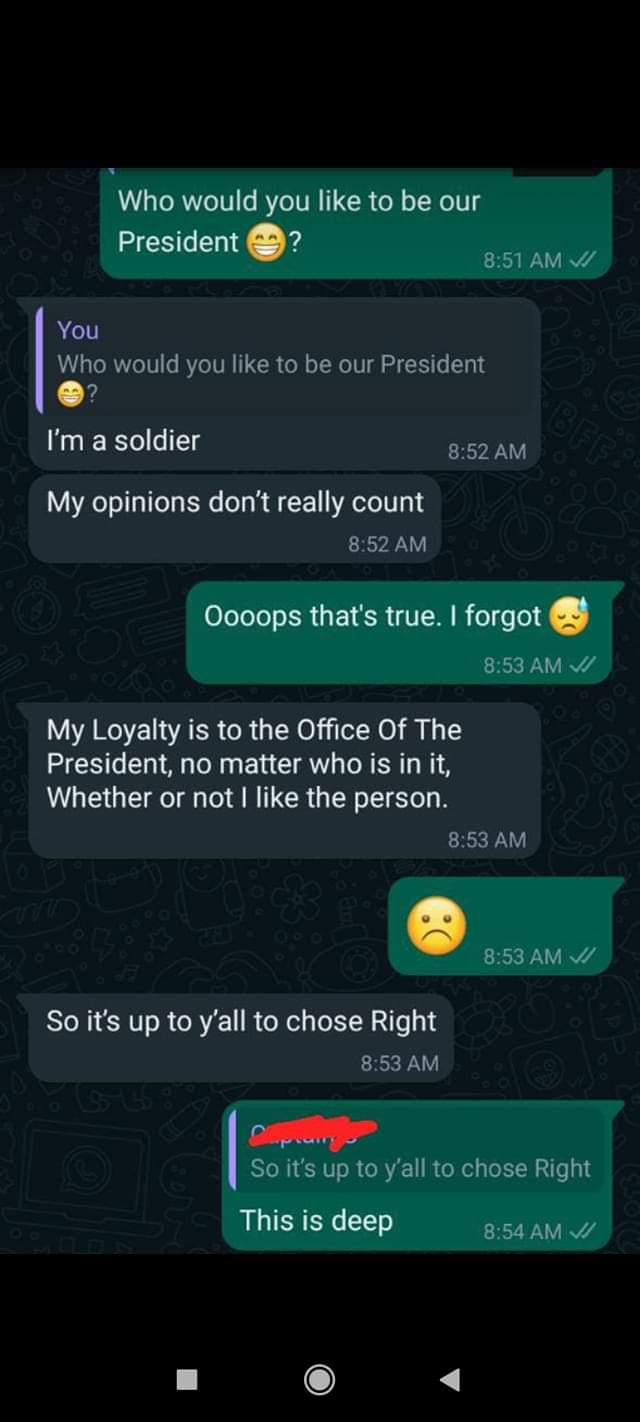 Who would you like to be our
President 😁?
8:51 AM
You
Who would you like to be our President
😁?
I'm a soldier
8:52 AM
My opinions don't really count
8:52 AM
Oooops that's true. I forgot 😓
8:53 AM
My Loyalty is to the Office Of The
President, no matter who is in it,
Whether or not I like the person.
8:53 AM
☹️
8:53 AM
So it's up to y'all to chose Right
8:53 AM
So it's up to y'all to chose Right
This is deep
8:54 AM